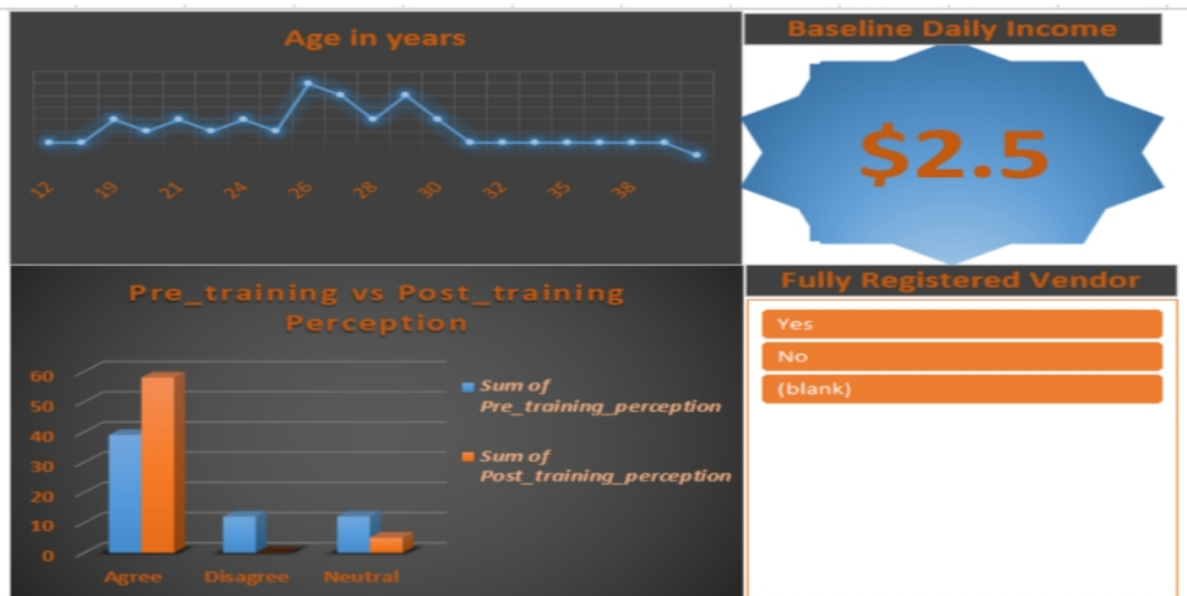 Age in years
12 19 21 24 26 28 30 32 35 38
Baseline Daily Income
$2.5
Pre_training vs Post_training
Perception
60
50
40
30
20
10
0
Agree Disagree Neutral
Sum of
Pre_training_perception
Sum of
Post_training_perception
Fully Registered Vendor
Yes
No
(blank)